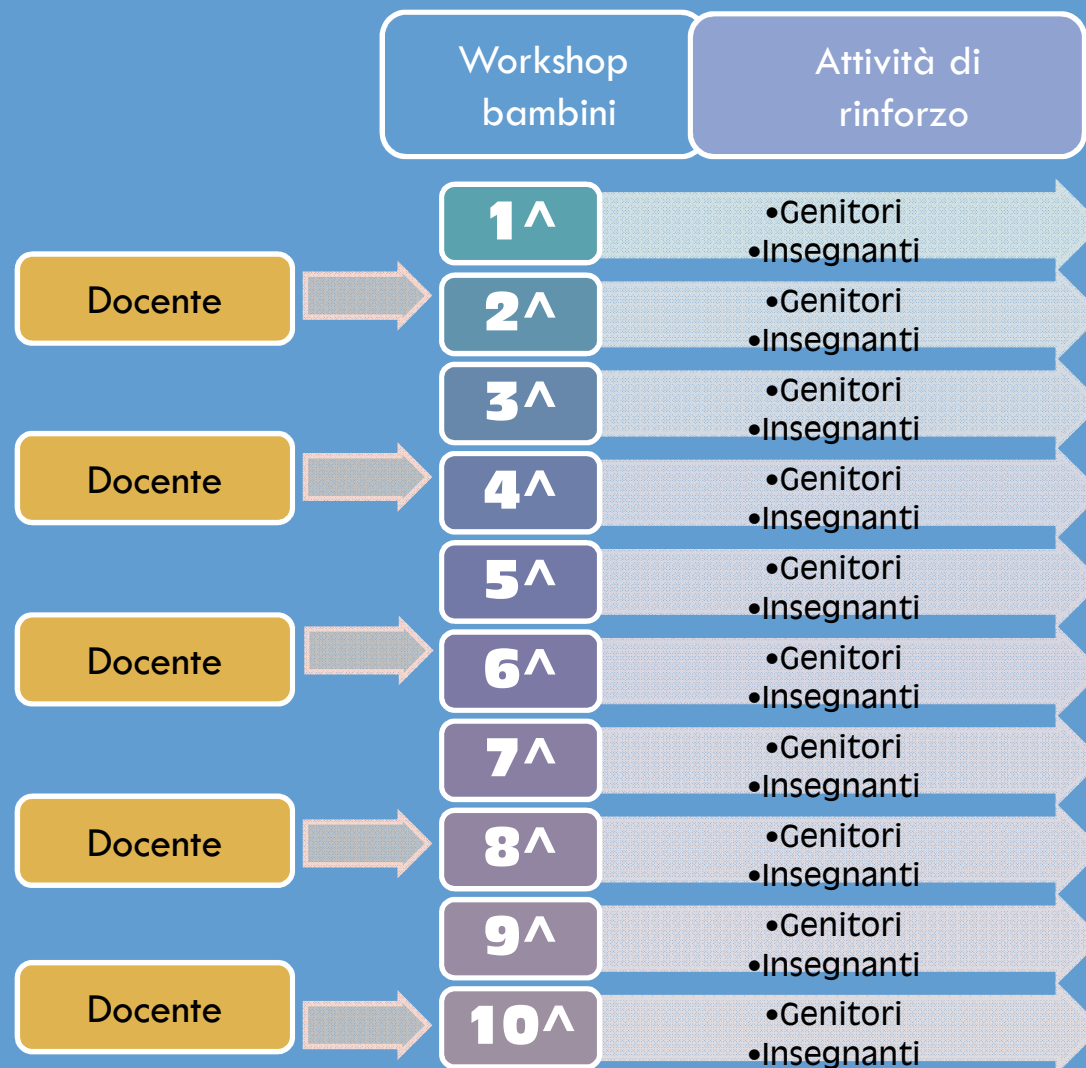 Workshop
bambini
Attività di
rinforzo
1^
•Genitori
•Insegnanti
Docente
2^
•Genitori
•Insegnanti
3^
•Genitori
•Insegnanti
Docente
4^
•Genitori
•Insegnanti
5^
•Genitori
•Insegnanti
Docente
6^
•Genitori
•Insegnanti
7^
•Genitori
•Insegnanti
Docente
8^
•Genitori
•Insegnanti
9^
•Genitori
•Insegnanti
Docente
10^
•Genitori
•Insegnanti